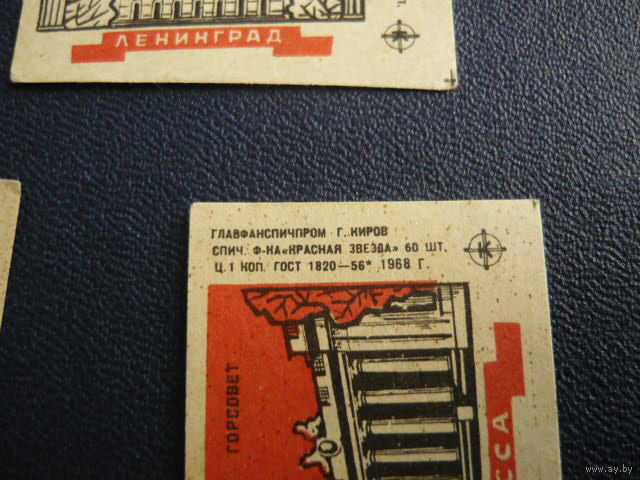 ЛЕНИНГРАД
ГЛАВФАНСПИЧПРОМ Г. КИРОВ
СПИЧ. Ф-КА «КРАСНАЯ ЗВЕЗДА» 60 ШТ.
Ц. 1 КОП. ГОСТ 1820—56* 1968 Г.
К
ГОРСОВЕТ
ССА
www.ay.by